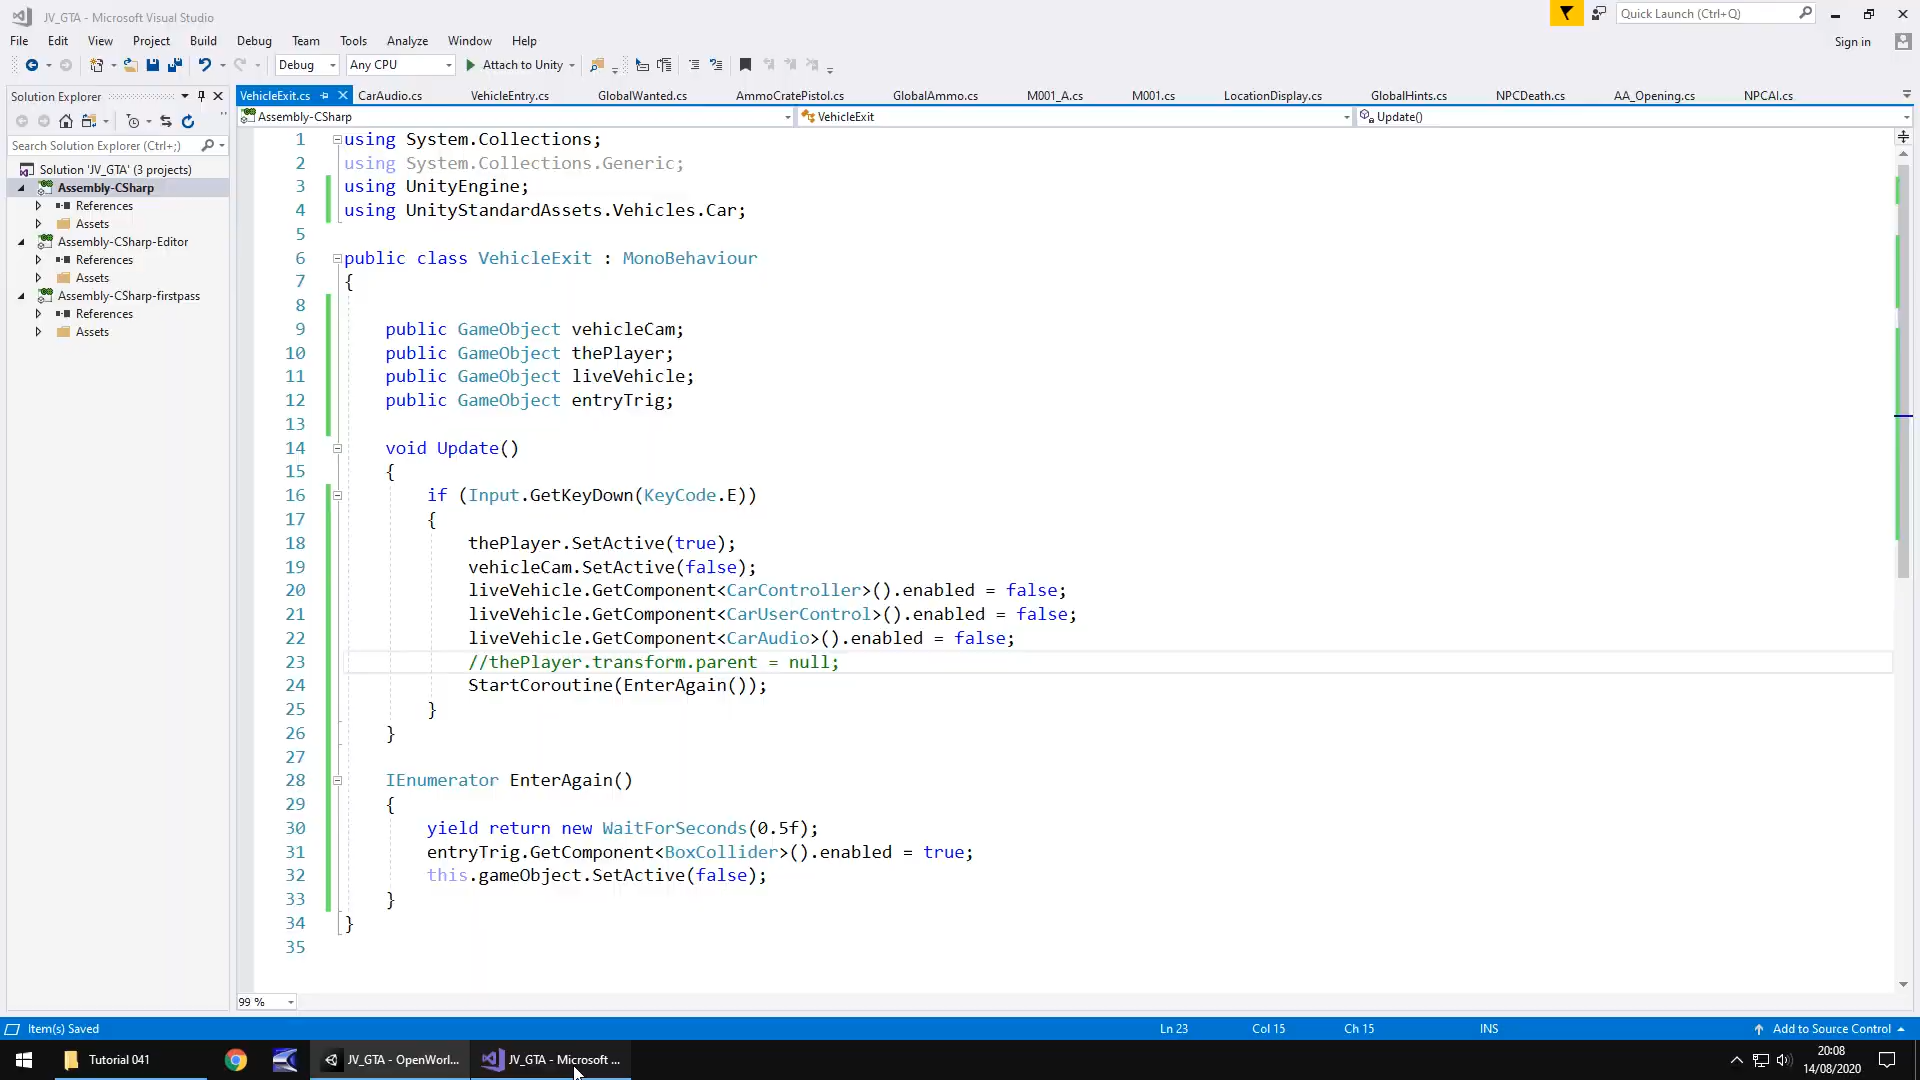 JV_GTA - Microsoft Visual Studio
Quick Launch (Ctrl+Q)
File Edit View Project Build Debug Team Tools Analyze Window Help
Sign in
Debug Any CPU Attach to Unity
Solution Explorer
VehicleExit.cs CarAudio.cs VehicleEntry.cs GlobalWanted.cs AmmoCratePistol.cs GlobalAmmo.cs M001_A.cs M001.cs LocationDisplay.cs GlobalHints.cs NPCDeath.cs AA_Opening.cs NPCAI.cs
Assembly-CSharp VehicleExit Update()
Search Solution Explorer (Ctrl+;)
Solution 'JV_GTA' (3 projects)
Assembly-CSharp
References
Assets
Assembly-CSharp-Editor
References
Assets
Assembly-CSharp-firstpass
References
Assets
1 using System.Collections;
2 using System.Collections.Generic;
3 using UnityEngine;
4 using UnityStandardAssets.Vehicles.Car;
5
6 public class VehicleExit : MonoBehaviour
7 {
8
9 public GameObject vehicleCam;
10 public GameObject thePlayer;
11 public GameObject liveVehicle;
12 public GameObject entryTrig;
13
14 void Update()
15 {
16 if (Input.GetKeyDown(KeyCode.E))
17 {
18 thePlayer.SetActive(true);
19 vehicleCam.SetActive(false);
20 liveVehicle.GetComponent<CarController>().enabled = false;
21 liveVehicle.GetComponent<CarUserControl>().enabled = false;
22 liveVehicle.GetComponent<CarAudio>().enabled = false;
23 //thePlayer.transform.parent = null;
24 StartCoroutine(EnterAgain());
25 }
26 }
27
28 IEnumerator EnterAgain()
29 {
30 yield return new WaitForSeconds(0.5f);
31 entryTrig.GetComponent<BoxCollider>().enabled = true;
32 this.gameObject.SetActive(false);
33 }
34 }
35
99 %
Item(s) Saved Ln 23 Col 15 Ch 15 INS Add to Source Control
Tutorial 041 JV_GTA - OpenWorl... JV_GTA - Microsoft ...
20:08
14/08/2020